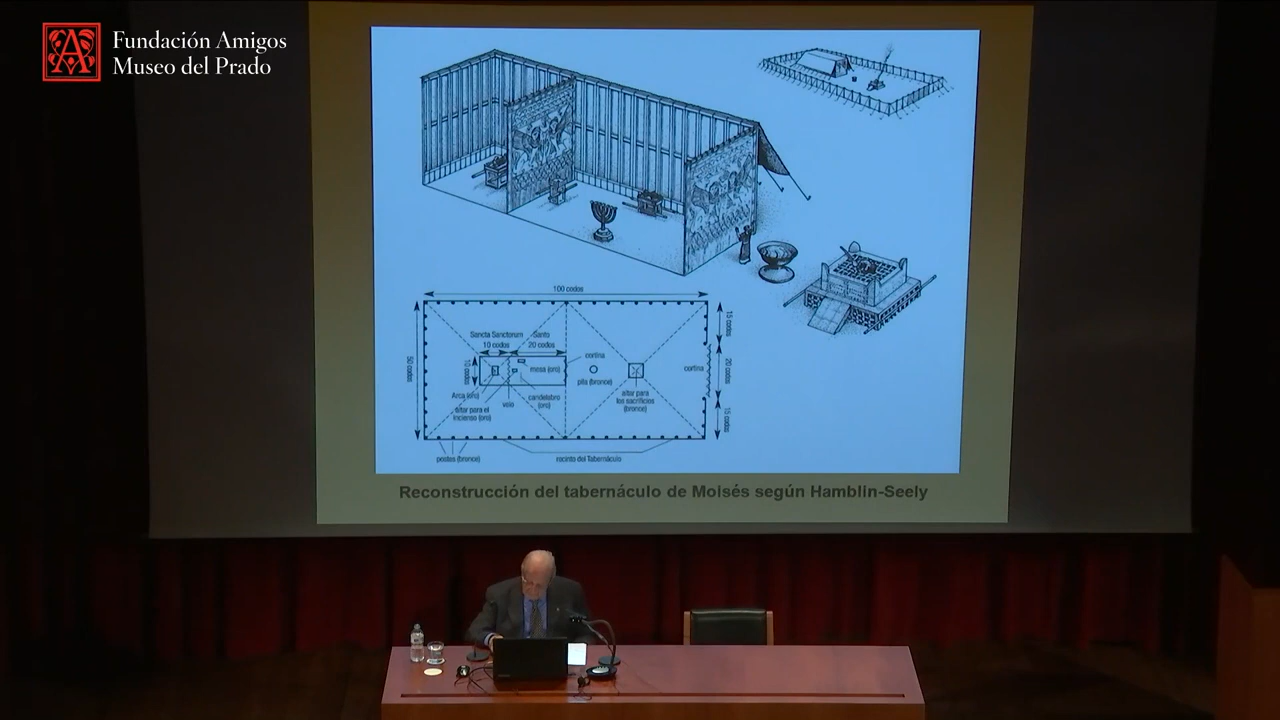 Fundación Amigos
Museo del Prado
100 codos
50 codos
Sancta Sanctorum
Santo
10 codos
20 codos
10 codos
cortina
mesa (oro)
pila (bronce)
Arca (oro)
altar para el
incienso (oro)
velo
candelabro
(oro)
altar para
los sacrificios
(bronce)
cortina
15 codos
20 codos
15 codos
postes (bronce)
recinto del Tabernáculo
Reconstrucción del tabernáculo de Moisés según Hamblin-Seely